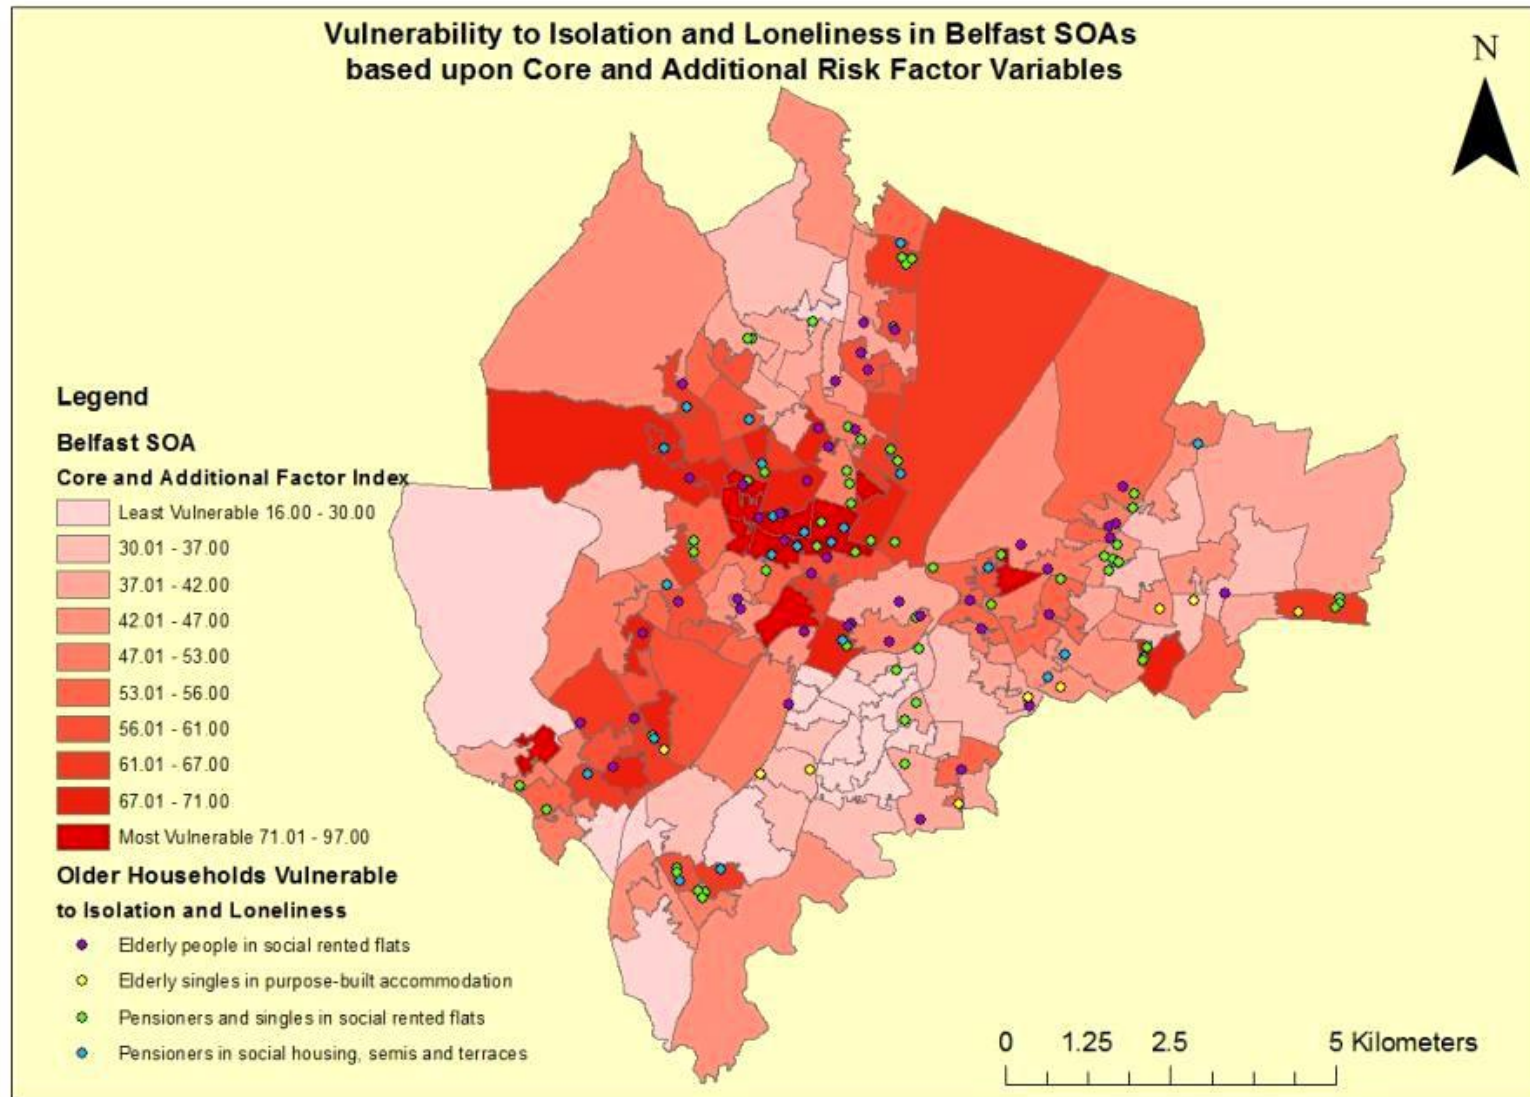 Vulnerability to Isolation and Loneliness in Belfast SOAs
based upon Core and Additional Risk Factor Variables
N
Legend
Belfast SOA
Core and Additional Factor Index
Least Vulnerable 16.00 - 30.00
30.01 - 37.00
37.01 - 42.00
42.01 - 47.00
47.01 - 53.00
53.01 - 56.00
56.01 - 61.00
61.01 - 67.00
67.01 - 71.00
Most Vulnerable 71.01 - 97.00
Older Households Vulnerable
to Isolation and Loneliness
Elderly people in social rented flats
Elderly singles in purpose-built accommodation
Pensioners and singles in social rented flats
Pensioners in social housing, semis and terraces
0 1.25 2.5 5 Kilometers